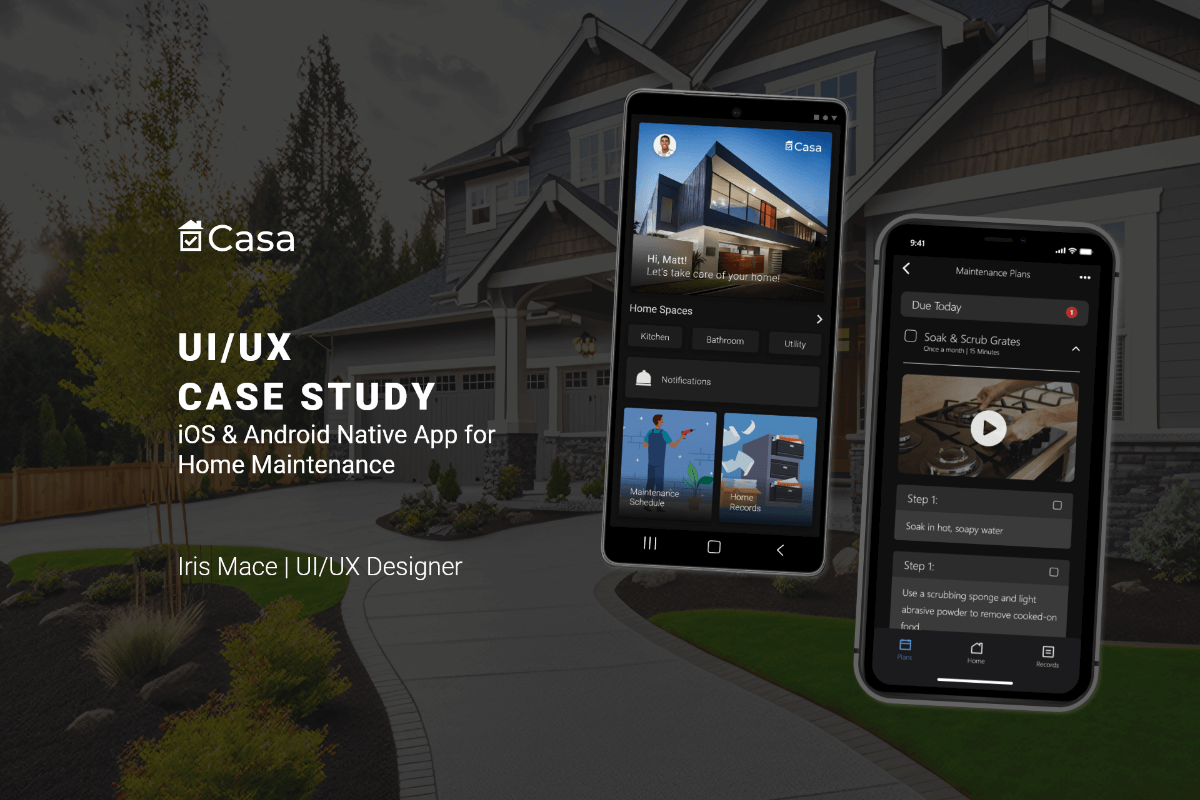 Casa
UI/UX
CASE STUDY
iOS & Android Native App for
Home Maintenance
Iris Mace | UI/UX Designer
Casa
Hi, Matt!
Let's take care of your home!
Home Spaces
Kitchen
Bathroom
Utility
Notifications
Maintenance
Schedule
Home
Records
9:41
Maintenance Plans
Due Today
1
Soak & Scrub Grates
Once a month | 15 Minutes
Step 1:
Soak in hot, soapy water
Step 1:
Use a scrubbing sponge and light
abrasive powder to remove cooked-on
food
Plans
Home
Records